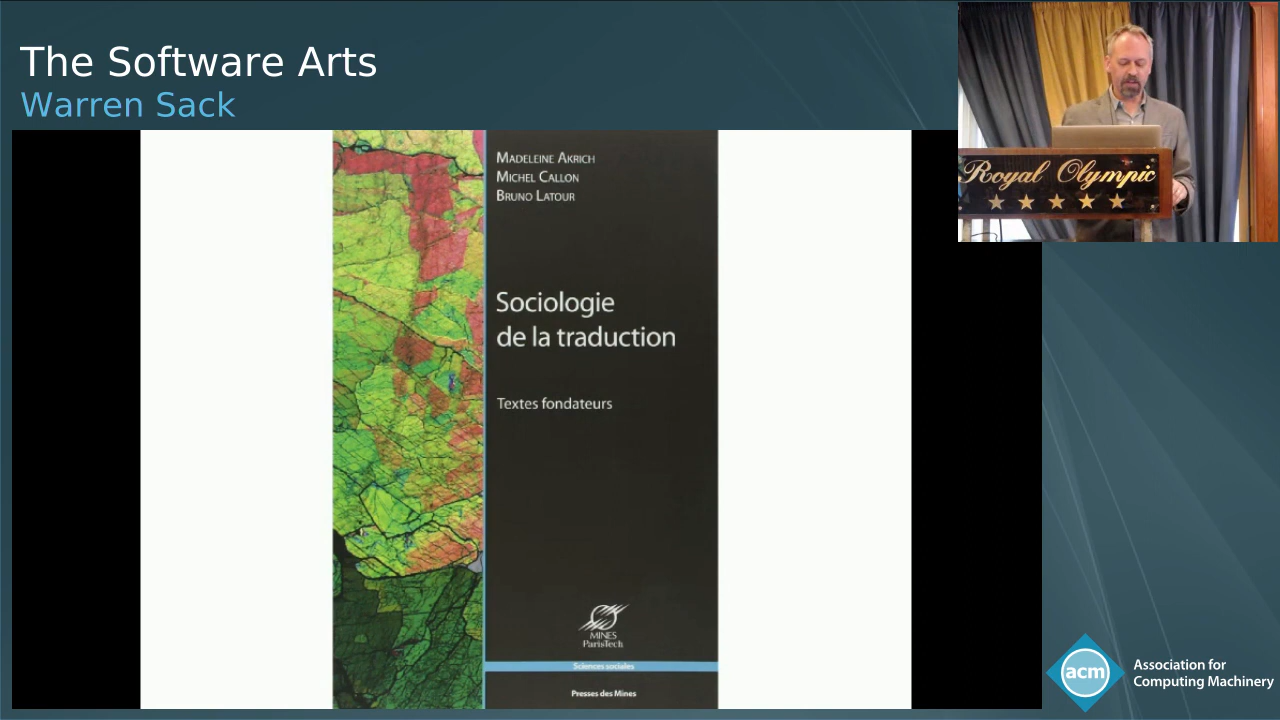 The Software Arts
Warren Sack
MADELEINE AKRICH
MICHEL CALLON
BRUNO LATOUR
Sociologie
de la traduction
Textes fondateurs
MINES
ParisTech
Sciences sociales
Presses des Mines
Royal Olympic
acm
Association for
Computing Machinery